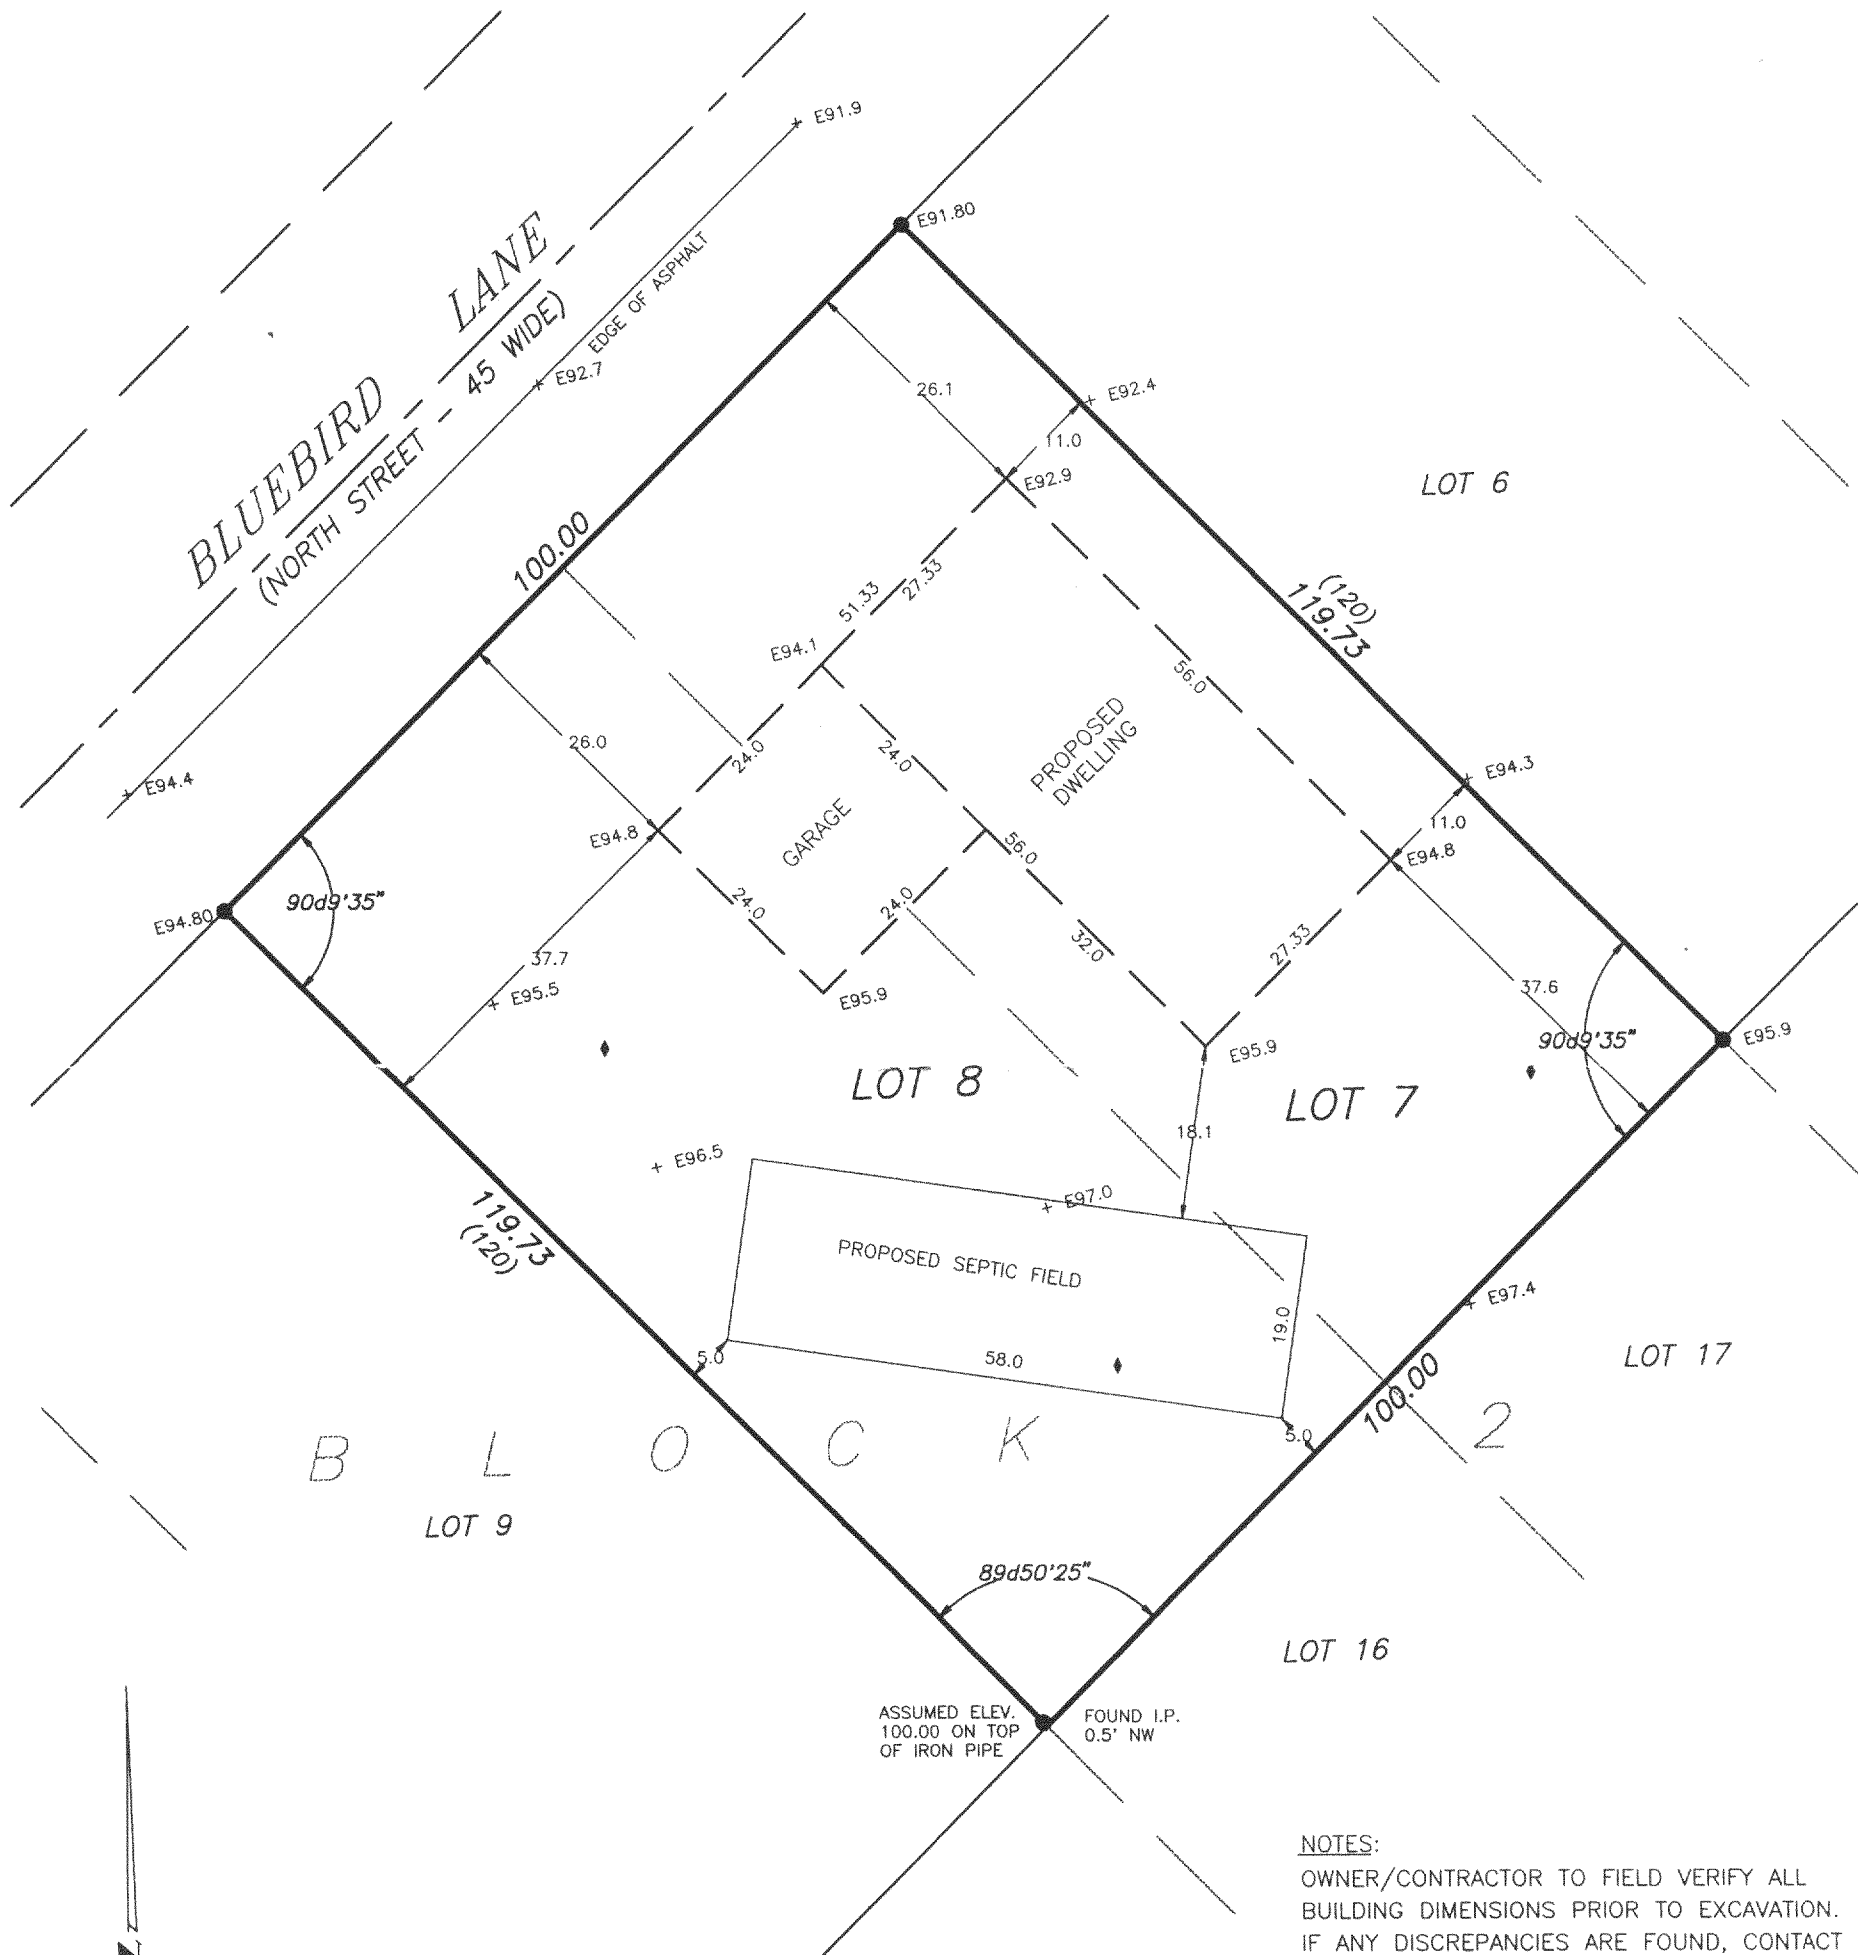 E91.9
E91.80
BLUEBIRD LANE
(NORTH STREET - 45 WIDE)
EDGE OF ASPHALT
E92.7
26.1
E92.4
11.0
E92.9
LOT 6
100.00
51.33
27.33
(120)
119.73
E94.1
56.0
26.0
24.0
24.0
PROPOSED
DWELLING
E94.4
E94.3
GARAGE
E94.8
56.0
11.0
E94.8
90d9'35"
E94.80
24.0
24.0
32.0
27.33
37.7
E95.5
E95.9
37.6
90d9'35"
E95.9
E95.9
LOT 8
LOT 7
18.1
E96.5
E97.0
119.73
(120)
PROPOSED SEPTIC FIELD
E97.4
19.0
5.0
58.0
LOT 17
100.00
5.0
BLOCK 2
LOT 9
89d50'25"
LOT 16
ASSUMED ELEV.
100.00 ON TOP
OF IRON PIPE
FOUND I.P.
0.5' NW
NOTES:
OWNER/CONTRACTOR TO FIELD VERIFY ALL
BUILDING DIMENSIONS PRIOR TO EXCAVATION.
IF ANY DISCREPANCIES ARE FOUND, CONTACT